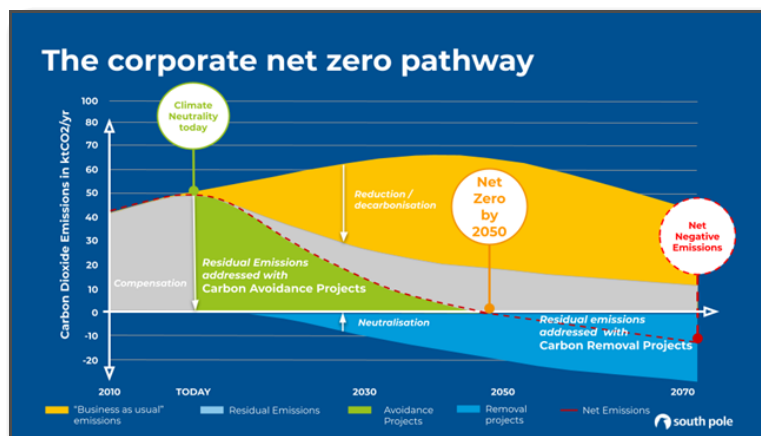 The corporate net zero pathway
Carbon Dioxide Emissions in ktCO2/yr
100
80
70
60
50
40
30
20
10
0
-10
-20
Climate
Neutrality
today
Reduction /
decarbonisation
Net
Zero
by
2050
Net
Negative
Emissions
Compensation
Residual Emissions
addressed with
Carbon Avoidance Projects
Neutralisation
Residual emissions
addressed with
Carbon Removal Projects
2010
TODAY
2030
2050
2070
"Business as usual"
emissions
Residual Emissions
Avoidance
Projects
Removal
projects
Net Emissions
south pole